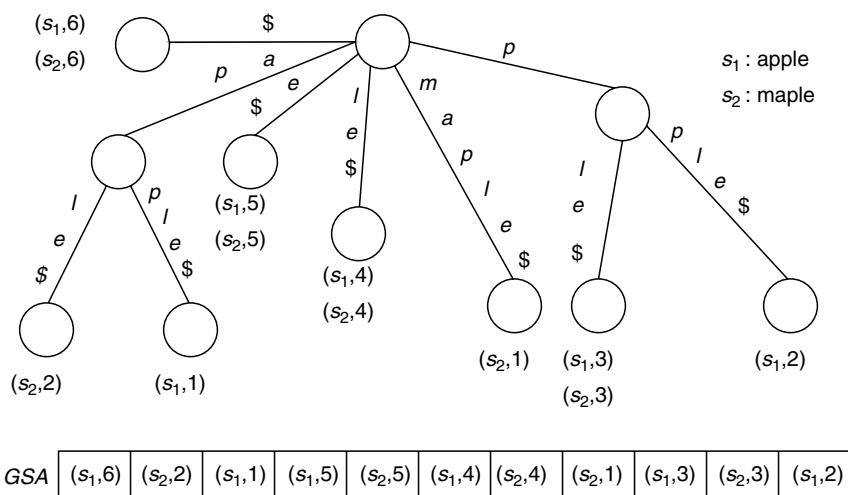 (s₁,6)
(s₂,6)
$
a
p
e
$
l
e
$
m
a
p
l
e
$
p
s₁ : apple
s₂ : maple
l
e
$
p
l
e
$
(s₁,5)
(s₂,5)
(s₁,4)
(s₂,4)
l
e
$
p
l
e
$
(s₂,2)
(s₁,1)
(s₂,1)
(s₁,3)
(s₂,3)
(s₁,2)
GSA (s₁,6) (s₂,2) (s₁,1) (s₁,5) (s₂,5) (s₁,4) (s₂,4) (s₂,1) (s₁,3) (s₂,3) (s₁,2)